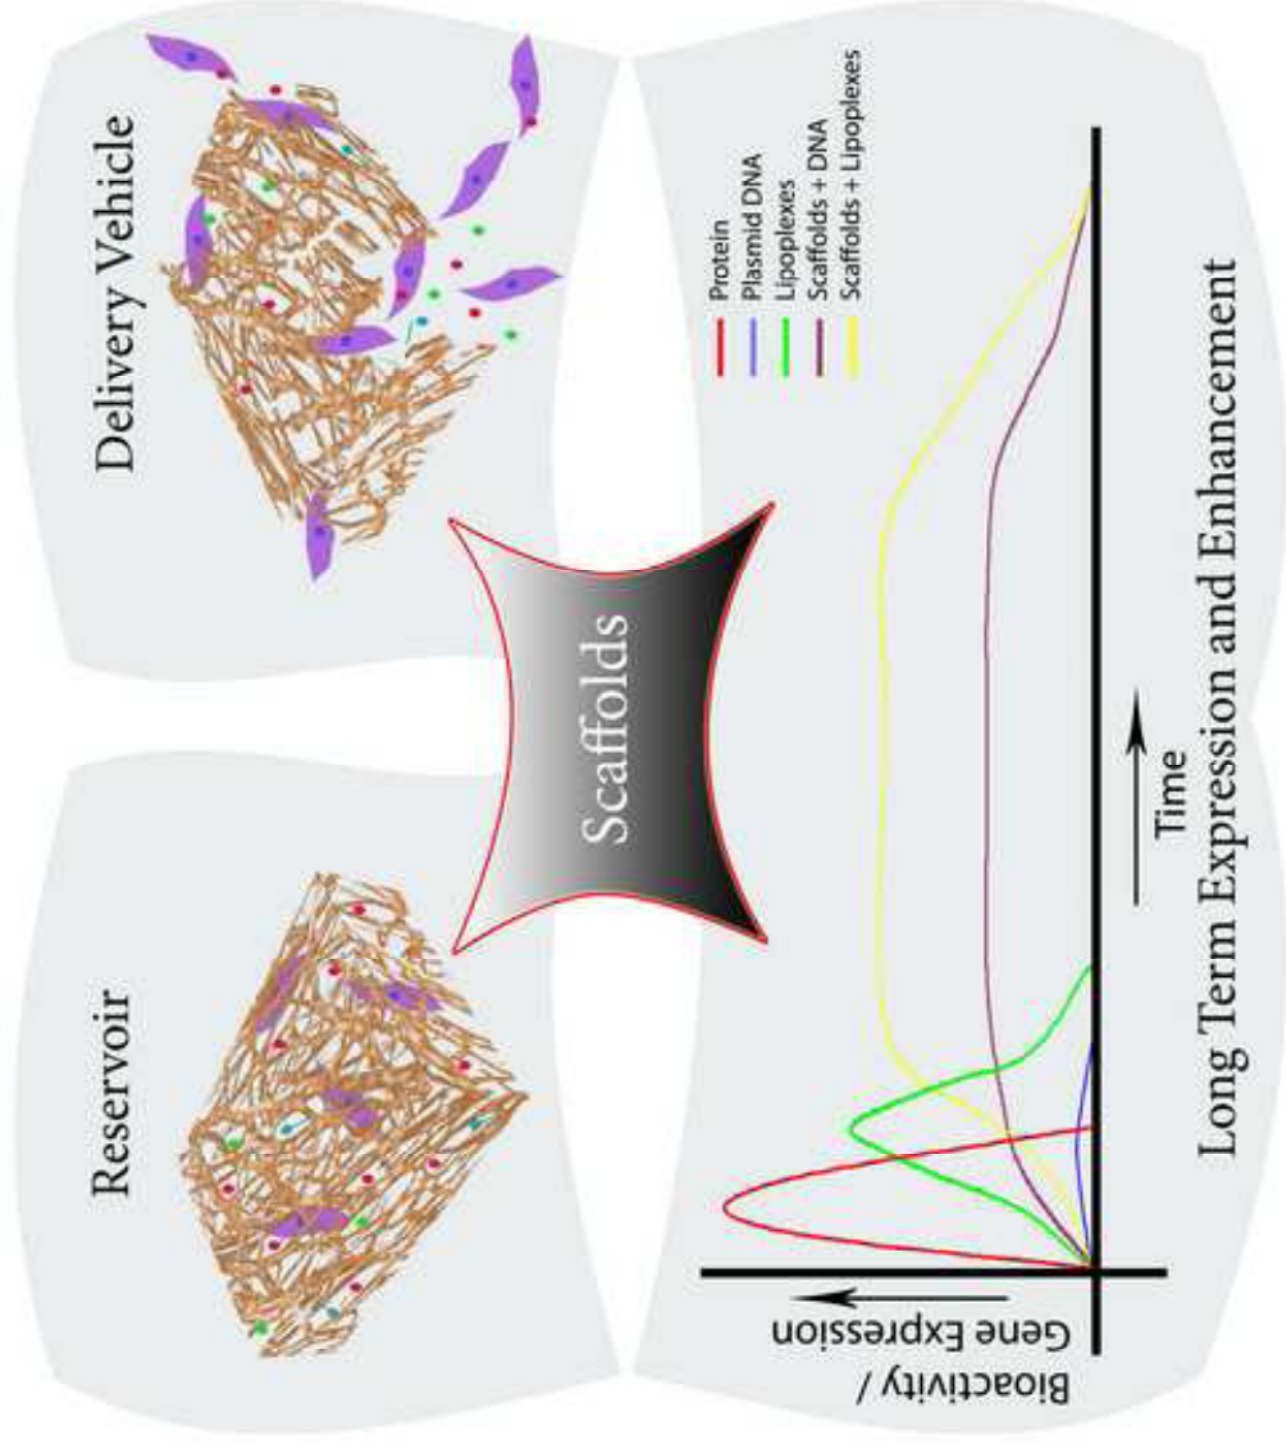 Reservoir
Delivery Vehicle
Scaffolds
Protein
Plasmid DNA
Lipoplexes
Scaffolds + DNA
Scaffolds + Lipoplexes
Bioactivity /
Gene Expression
Time
Long Term Expression and Enhancement